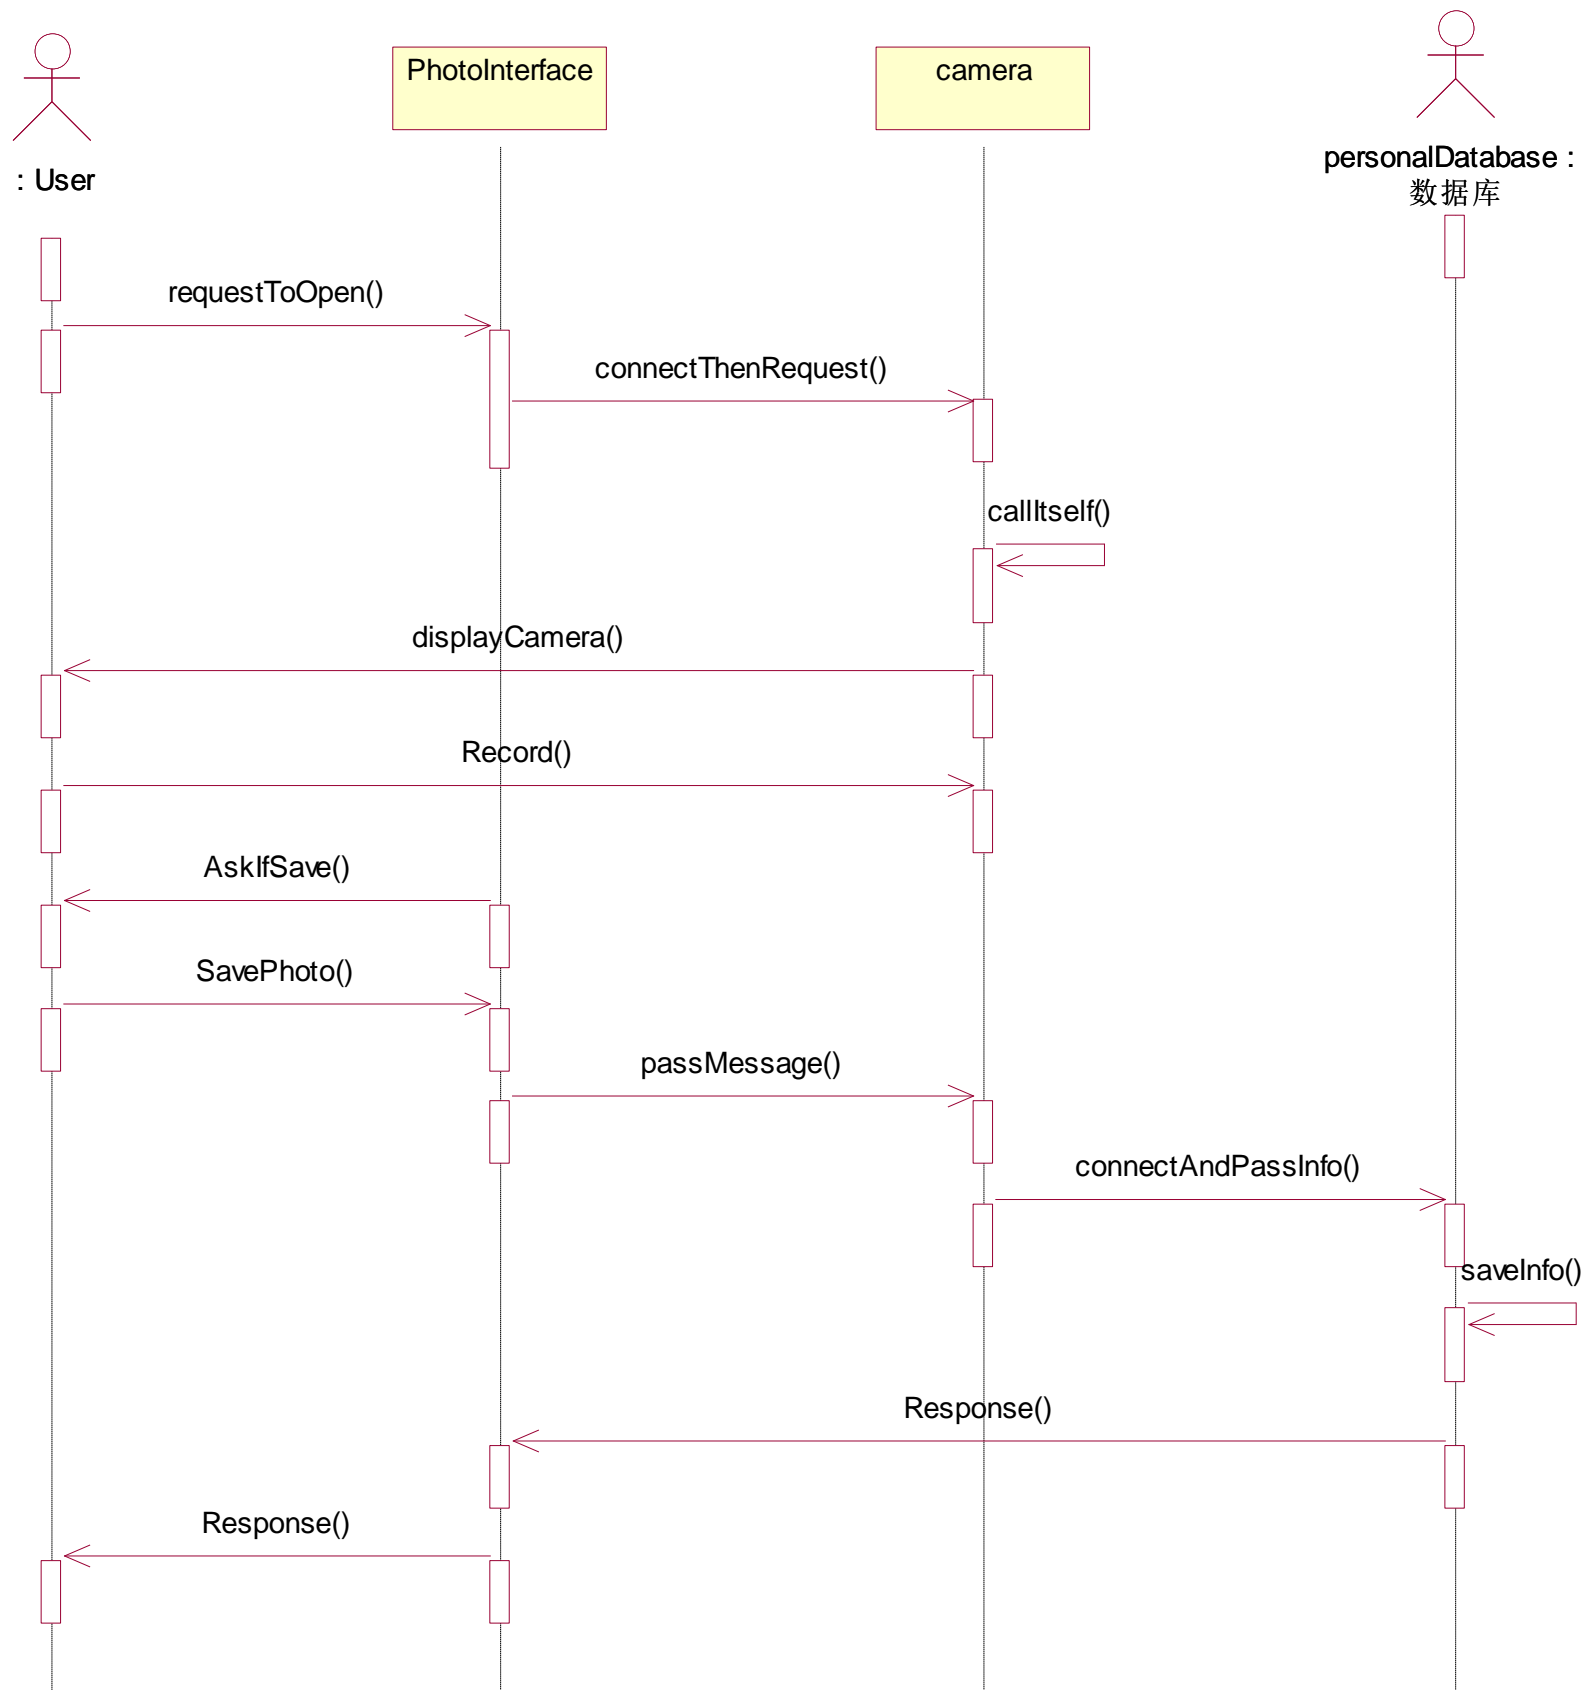 : User
PhotoInterface
camera
personalDatabase :
数据库
requestToOpen()
connectThenRequest()
callItself()
displayCamera()
Record()
AskIfSave()
SavePhoto()
passMessage()
connectAndPassInfo()
saveInfo()
Response()
Response()